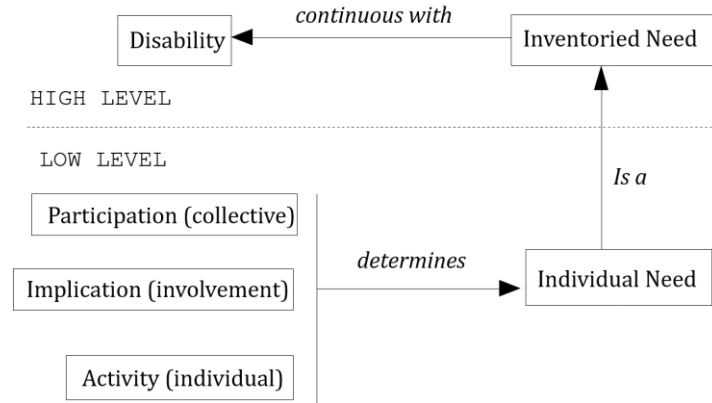 continuous with
Disability
Inventoried Need
HIGH LEVEL
LOW LEVEL
Is a
Participation (collective)
determines
Implication (involvement)
Individual Need
Activity (individual)